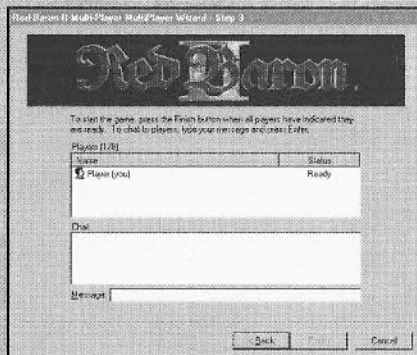 Red Baron II Multi-Player MultiPlayer Wizard - Step 3
Red Baron II
To start the game, press the Finish button when all players have indicated they
are ready. To chat to players, type your message and press Enter.
Players (1/8)
Name Status
Player (you) Ready
Chat
Message:
< Back Cancel